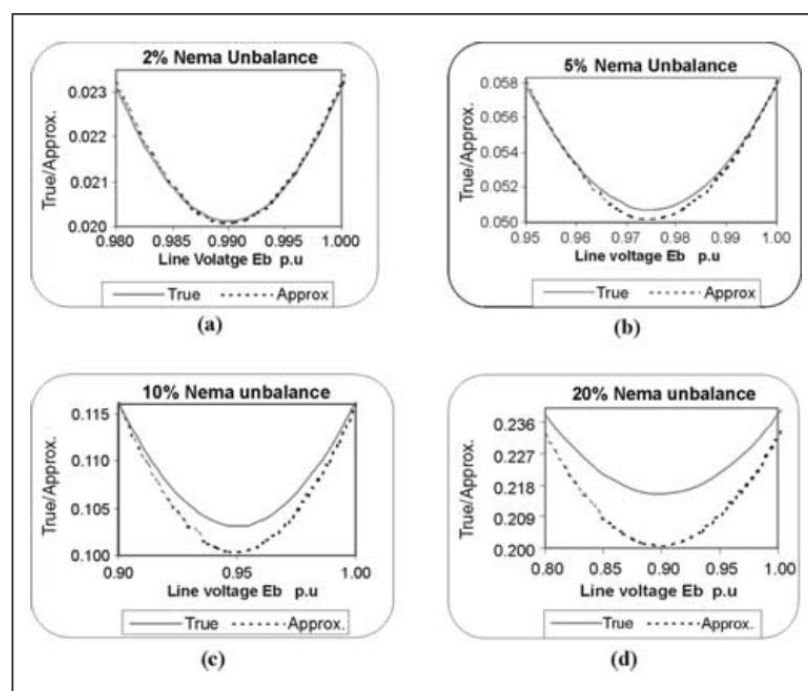 2% Nema Unbalance
True/Approx.
0.023
0.022
0.021
0.020
0.980 0.985 0.990 0.995 1.000
Line Volatge Eb p.u
True Approx
(a)
5% Nema Unbalance
True/Approx.
0.058
0.056
0.054
0.052
0.050
0.95 0.96 0.97 0.98 0.99 1.00
Line voltage Eb p.u
True Approx.
(b)
10% Nema unbalance
True/Approx.
0.115
0.110
0.105
0.100
0.90 0.95 1.00
Line voltage Eb p.u
True Approx.
(c)
20% Nema unbalance
True/Approx.
0.236
0.227
0.218
0.209
0.200
0.80 0.85 0.90 0.95 1.00
Line voltage Eb p.u
True Approx.
(d)